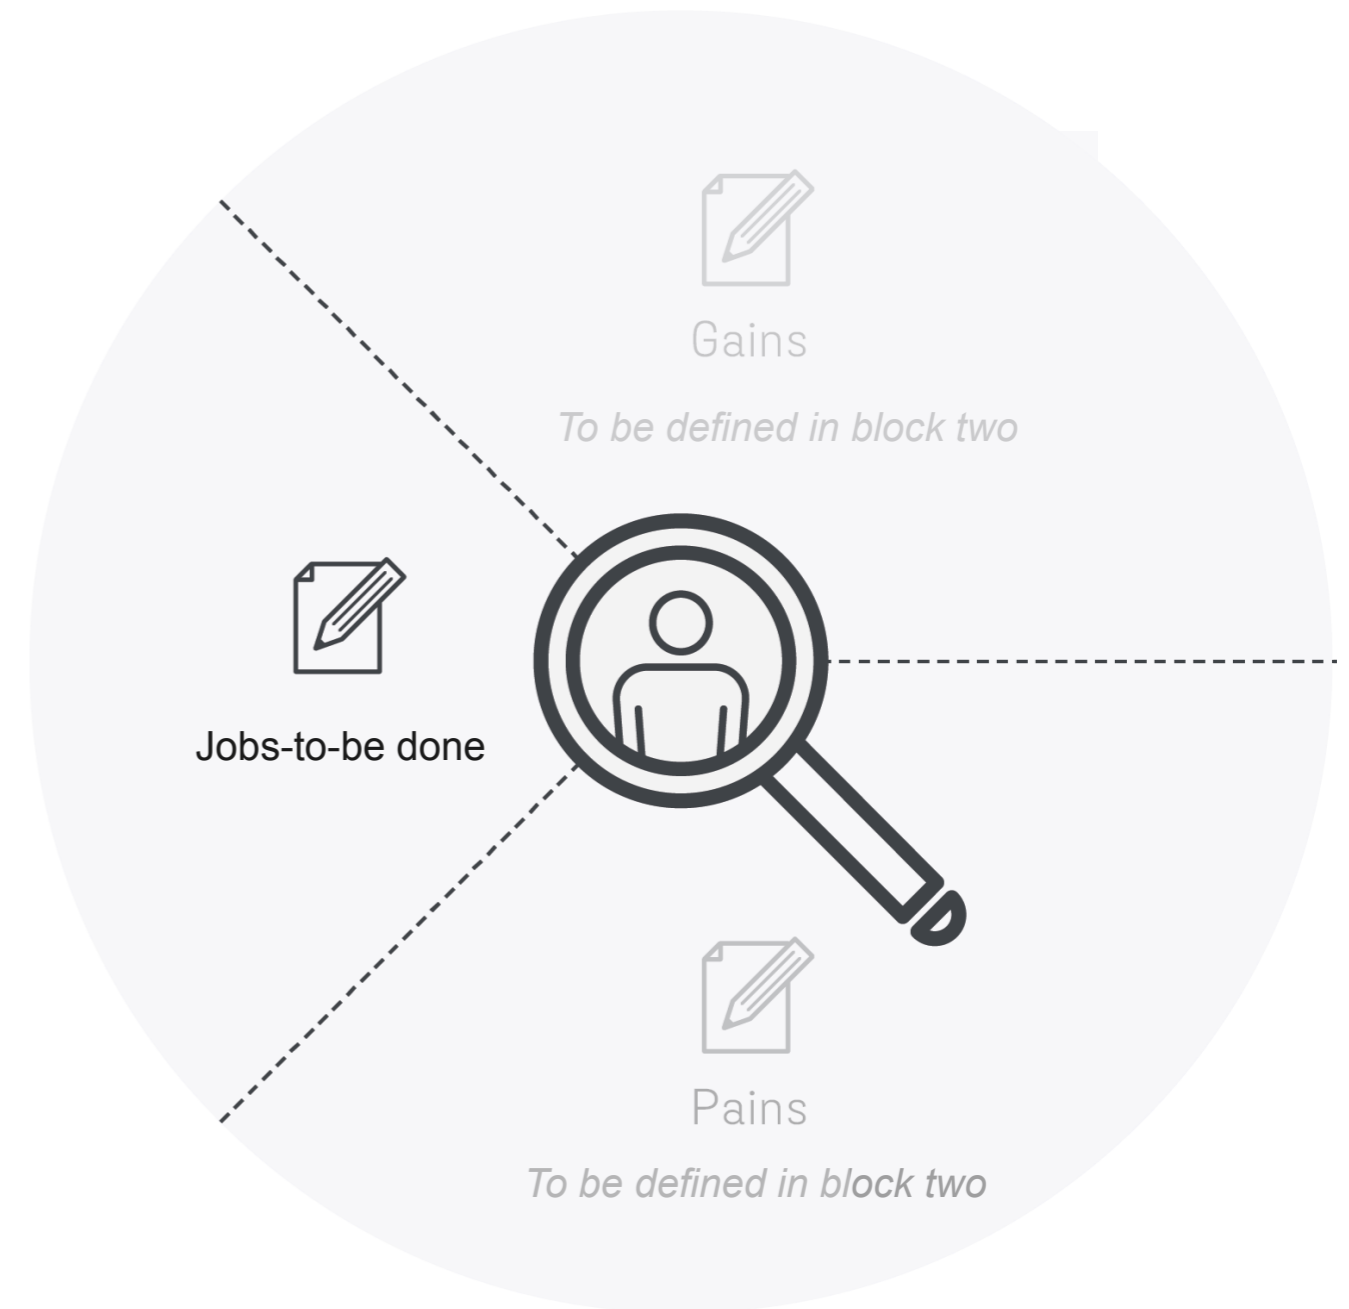 Gains
To be defined in block two
Jobs-to-be done
Pains
To be defined in block two